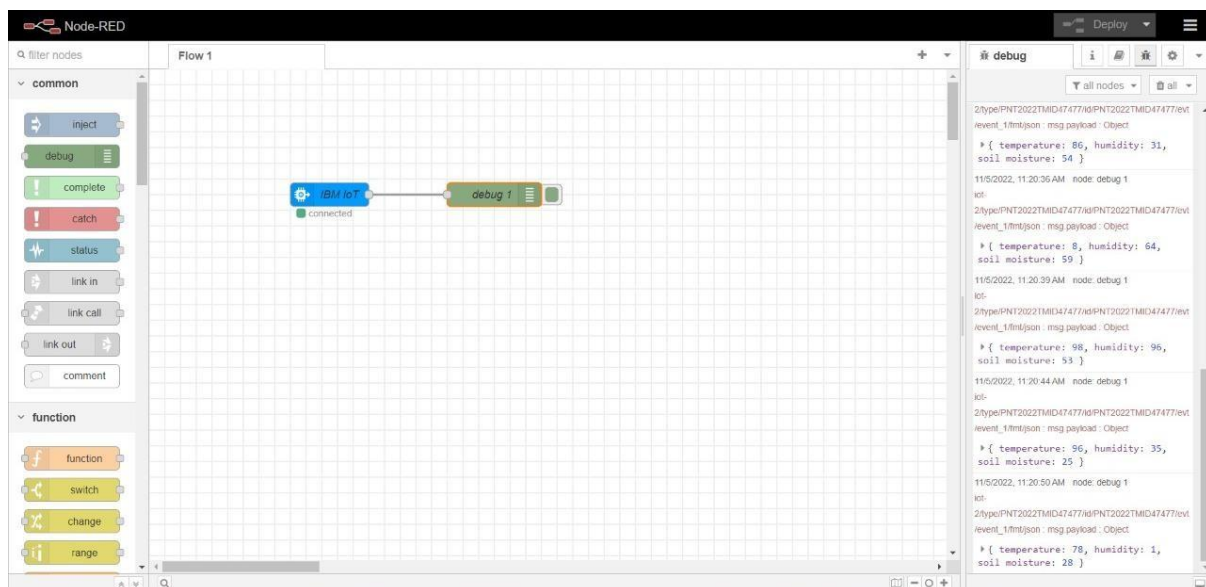 Node-RED
Deploy
filter nodes
common
inject
debug
complete
catch
status
link in
link call
link out
comment
function
function
switch
change
range
Flow 1
IBM IoT
connected
debug 1
debug
i
all nodes
all
2/type/PNT2022TMID47477/id/PNT2022TMID47477/evt
/event_1/fmt/json : msg.payload : Object
{ temperature: 86, humidity: 31,
soil moisture: 54 }
11/5/2022, 11:20:36 AM node: debug 1
iot-
2/type/PNT2022TMID47477/id/PNT2022TMID47477/evt
/event_1/fmt/json : msg.payload : Object
{ temperature: 8, humidity: 64,
soil moisture: 59 }
11/5/2022, 11:20:39 AM node: debug 1
iot-
2/type/PNT2022TMID47477/id/PNT2022TMID47477/evt
/event_1/fmt/json : msg.payload : Object
{ temperature: 98, humidity: 96,
soil moisture: 53 }
11/5/2022, 11:20:44 AM node: debug 1
iot-
2/type/PNT2022TMID47477/id/PNT2022TMID47477/evt
/event_1/fmt/json : msg.payload : Object
{ temperature: 96, humidity: 35,
soil moisture: 25 }
11/5/2022, 11:20:50 AM node: debug 1
iot-
2/type/PNT2022TMID47477/id/PNT2022TMID47477/evt
/event_1/fmt/json : msg.payload : Object
{ temperature: 78, humidity: 1,
soil moisture: 28 }